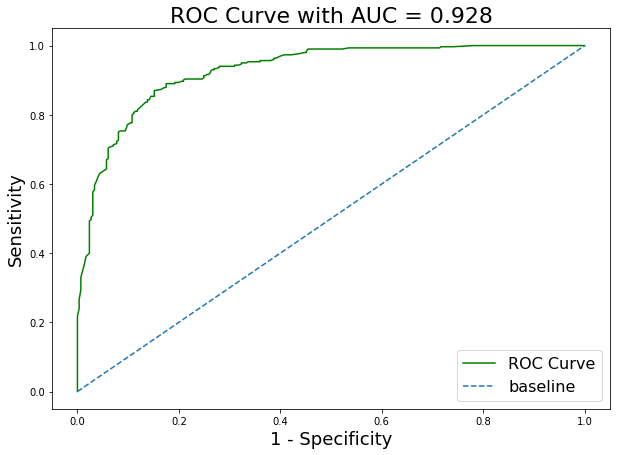 ROC Curve with AUC = 0.928
Sensitivity
1.0
0.8
0.6
0.4
0.2
0.0
0.0 0.2 0.4 0.6 0.8 1.0
1 - Specificity
ROC Curve
baseline